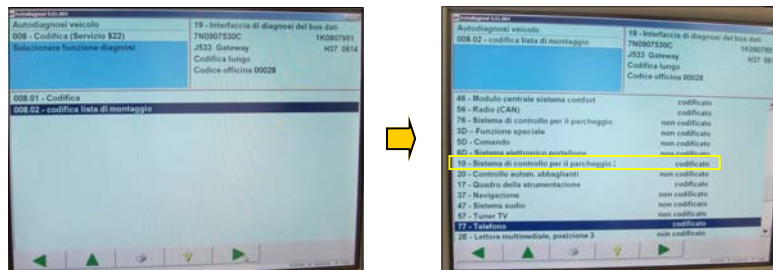 Autodiagnosi veicolo
008 - Codifica (Servizio $22)
Selezionare funzione diagnosi
19 - Interfaccia di diagnosi del bus dati
7N0907530C 1K0907951
J533 Gateway H37 0614
Codifica lungo
Codice officina 00028
008.01 - Codifica
008.02 - codifica lista di montaggio
Autodiagnosi veicolo
008.02 - codifica lista di montaggio
19 - Interfaccia di diagnosi del bus dati
7N0907530C
J533 Gateway
Codifica lungo
Codice officina 00028
46 - Modulo centrale sistema comfort codificato
56 - Radio (CAN) codificato
76 - Sistema di controllo per il parcheggio non codificato
3D - Funzione speciale non codificato
5D - Comando non codificato
6D - Sistema elettronico portellone non codificato
10 - Sistema di controllo per il parcheggio codificato
20 - Controllo autom. abbaglianti non codificato
17 - Quadro della strumentazione codificato
37 - Navigazione non codificato
47 - Sistema audio non codificato
57 - Tuner TV non codificato
77 - Telefono codificato
2E - Lettore multimediale, posizione 3 non codificato